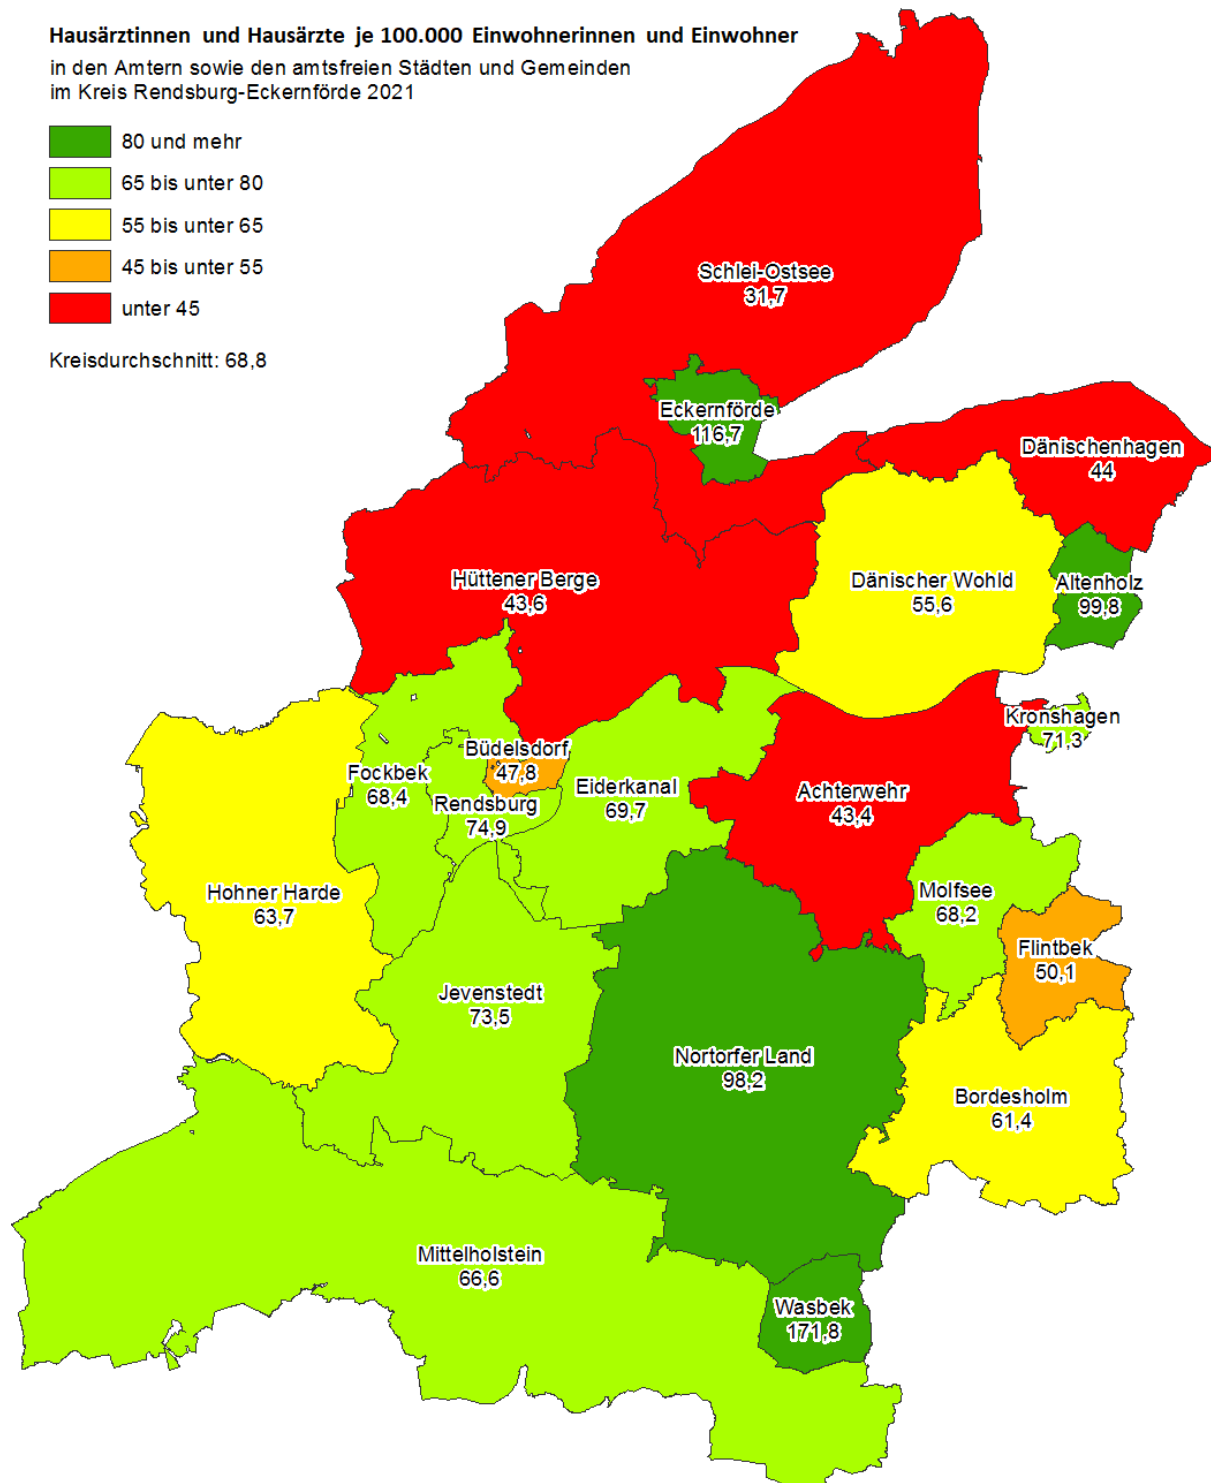 Hausärztinnen und Hausärzte je 100.000 Einwohnerinnen und Einwohner
in den Amtern sowie den amtsfreien Städten und Gemeinden
im Kreis Rendsburg-Eckernförde 2021
80 und mehr
65 bis unter 80
55 bis unter 65
45 bis unter 55
unter 45
Kreisdurchschnitt: 68,8
Schlei-Ostsee
31,7
Eckernförde
116,7
Dänischenhagen
44
Hüttener Berge
43,6
Dänischer Wohld
55,6
Altenholz
99,8
Kronshagen
71,3
Büdelsdorf
47,8
Fockbek
68,4
Rendsburg
74,9
Eiderkanal
69,7
Achterwehr
43,4
Hohner Harde
63,7
Molfsee
68,2
Flintbek
50,1
Jevenstedt
73,5
Nortorfer Land
98,2
Bordesholm
61,4
Mittelholstein
66,6
Wasbek
171,8